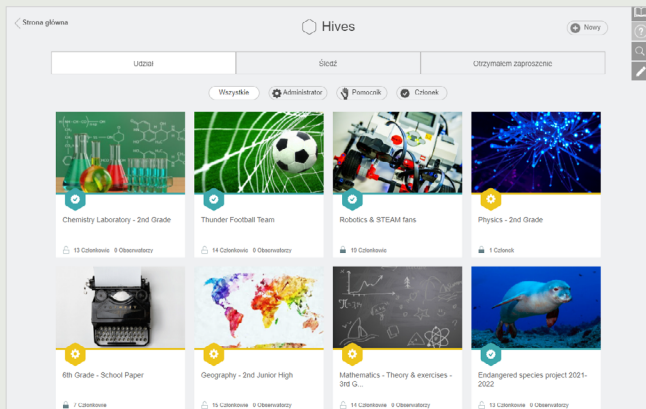 Strona główna
Hives
Nowy
Udział
Śledź
Otrzymałem zaproszenie
Wszystkie
Administrator
Pomocnik
Członek
Chemistry Laboratory - 2nd Grade
13 Członkowie 0 Obserwatorzy
Thunder Football Team
14 Członkowie 0 Obserwatorzy
Robotics & STEAM fans
Członkowie
Physics - 2nd Grade
1 Członek
6th Grade - School Paper
7 Członkowie
Geography - 2nd Junior High
15 Członkowie 0 Obserwatorzy
Mathematics - Theory & exercises -
3rd G...
14 Członkowie 0 Obserwatorzy
Endangered species project 2021-
2022
13 Członkowie 0 Obserwatorzy